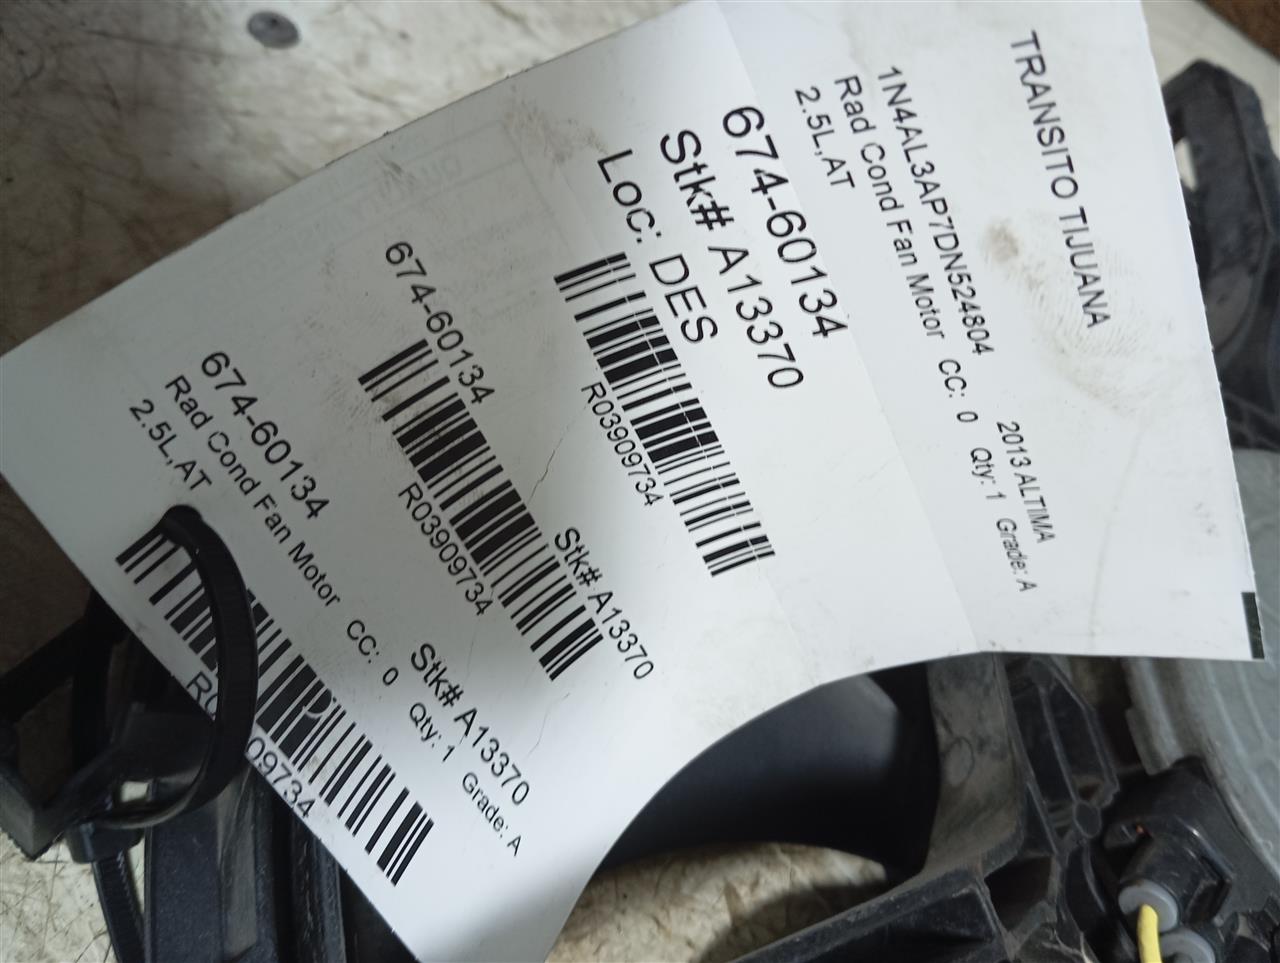 TRANSITO TIJUANA
1N4AL3AP7DN524804 2013 ALTIMA
Rad Cond Fan Motor CC: 0 Qty: 1 Grade: A
2.5L,AT
674-60134
Stk# A13370
Loc: DES
R03909734
674-60134 Stk# A13370
R03909734
674-60134 Stk# A13370
Rad Cond Fan Motor CC: 0 Qty: 1 Grade: A
2.5L,AT
R0 09734